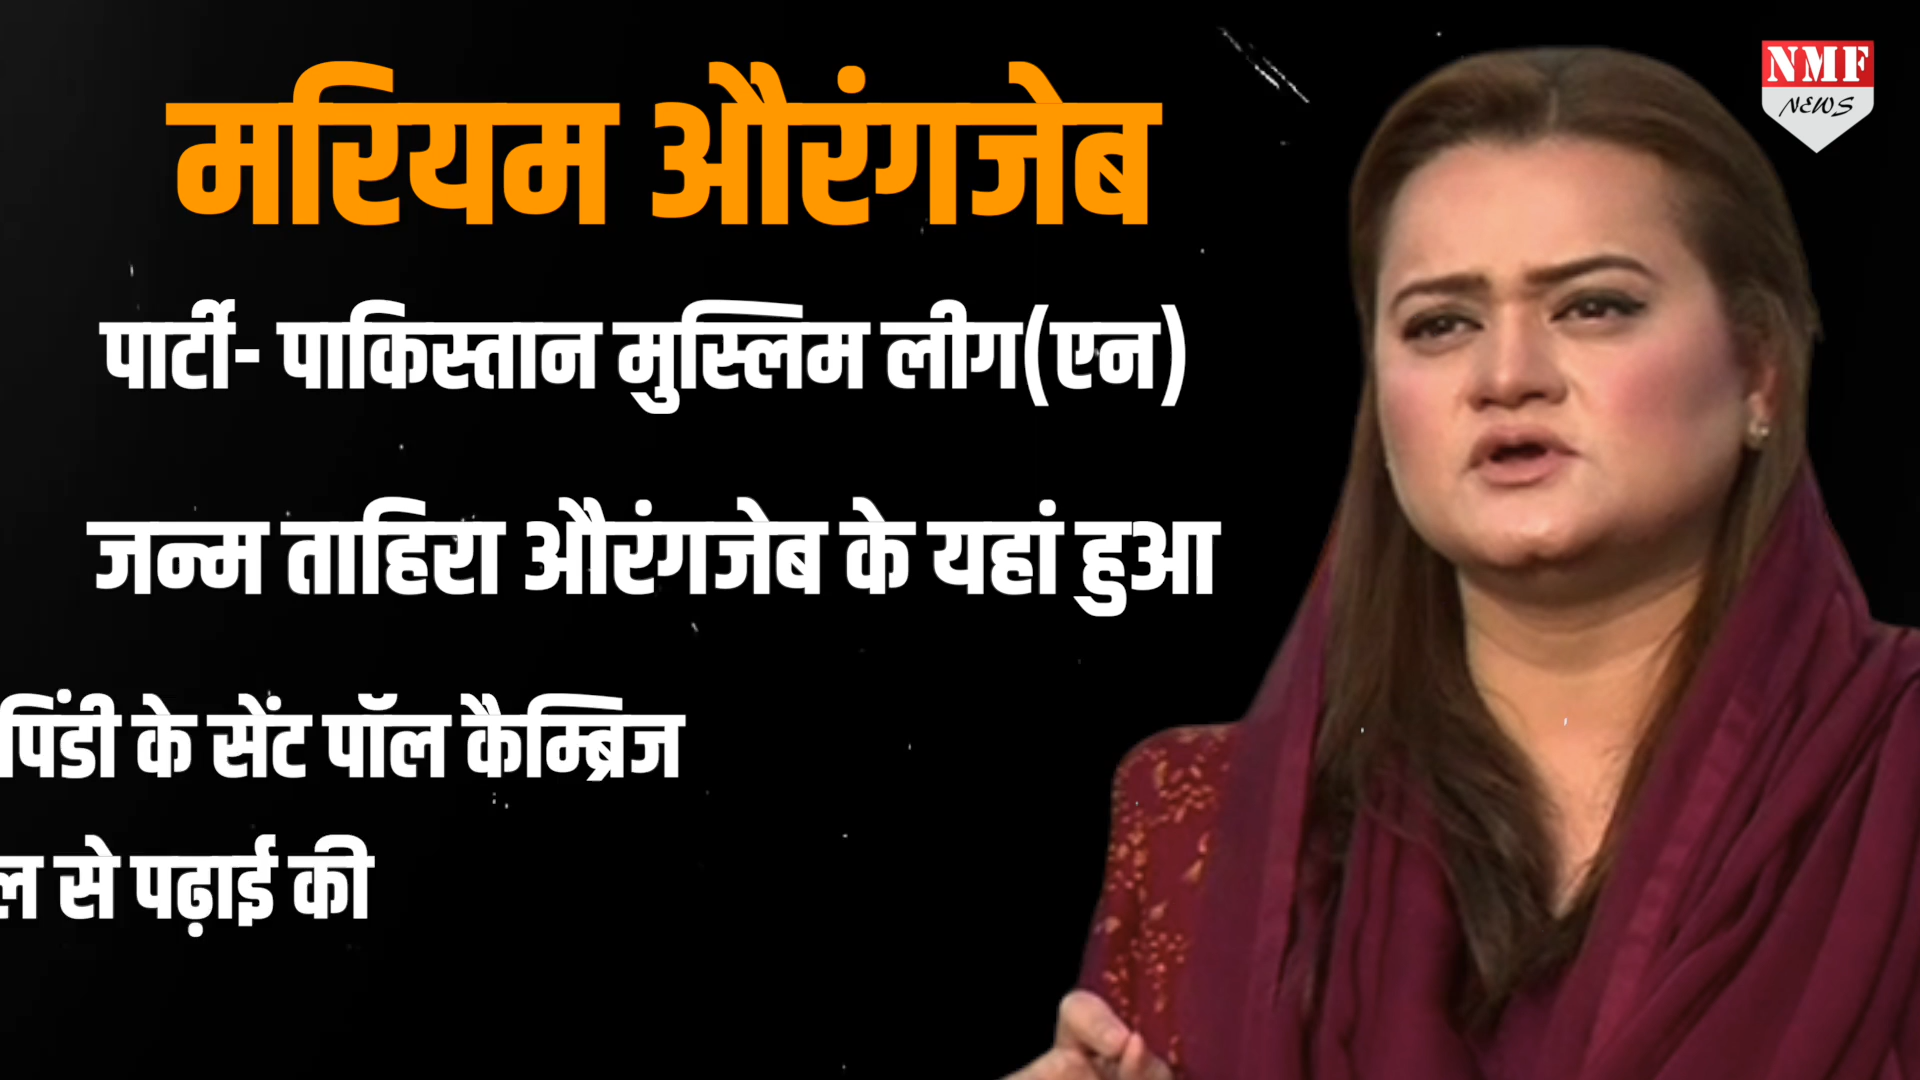 मरियम औरंगजेब
NMF
NEWS
पार्टी- पाकिस्तान मुस्लिम लीग(एन)
जन्म ताहिरा औरंगजेब के यहां हुआ
पिंडी के सेंट पॉल कैम्ब्रिज
से पढ़ाई की